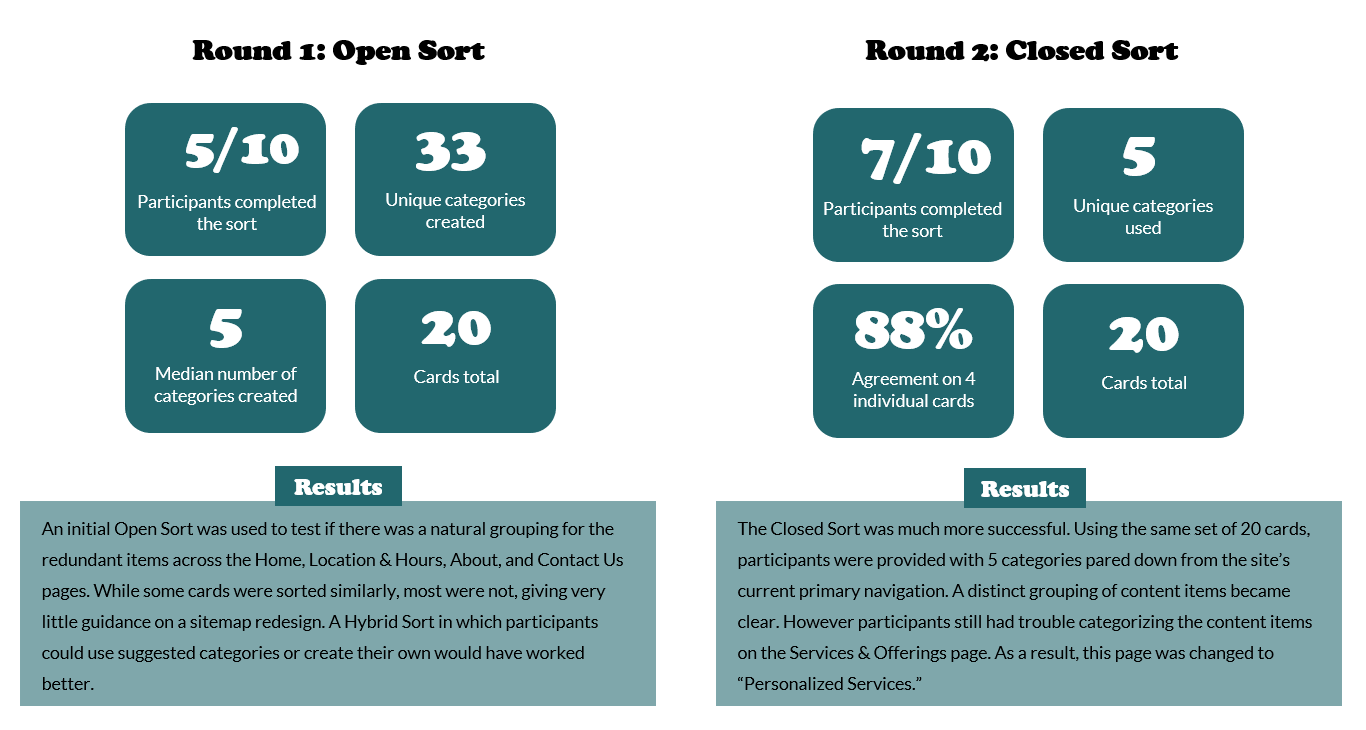 Round 1: Open Sort
5/10
Participants completed
the sort
33
Unique categories
created
5
Median number of
categories created
20
Cards total
Results
An initial Open Sort was used to test if there was a natural grouping for the
redundant items across the Home, Location & Hours, About, and Contact Us
pages. While some cards were sorted similarly, most were not, giving very
little guidance on a sitemap redesign. A Hybrid Sort in which participants
could use suggested categories or create their own would have worked
better.
Round 2: Closed Sort
7/10
Participants completed
the sort
5
Unique categories
used
88%
Agreement on 4
individual cards
20
Cards total
Results
The Closed Sort was much more successful. Using the same set of 20 cards,
participants were provided with 5 categories pared down from the site’s
current primary navigation. A distinct grouping of content items became
clear. However participants still had trouble categorizing the content items
on the Services & Offerings page. As a result, this page was changed to
“Personalized Services.”